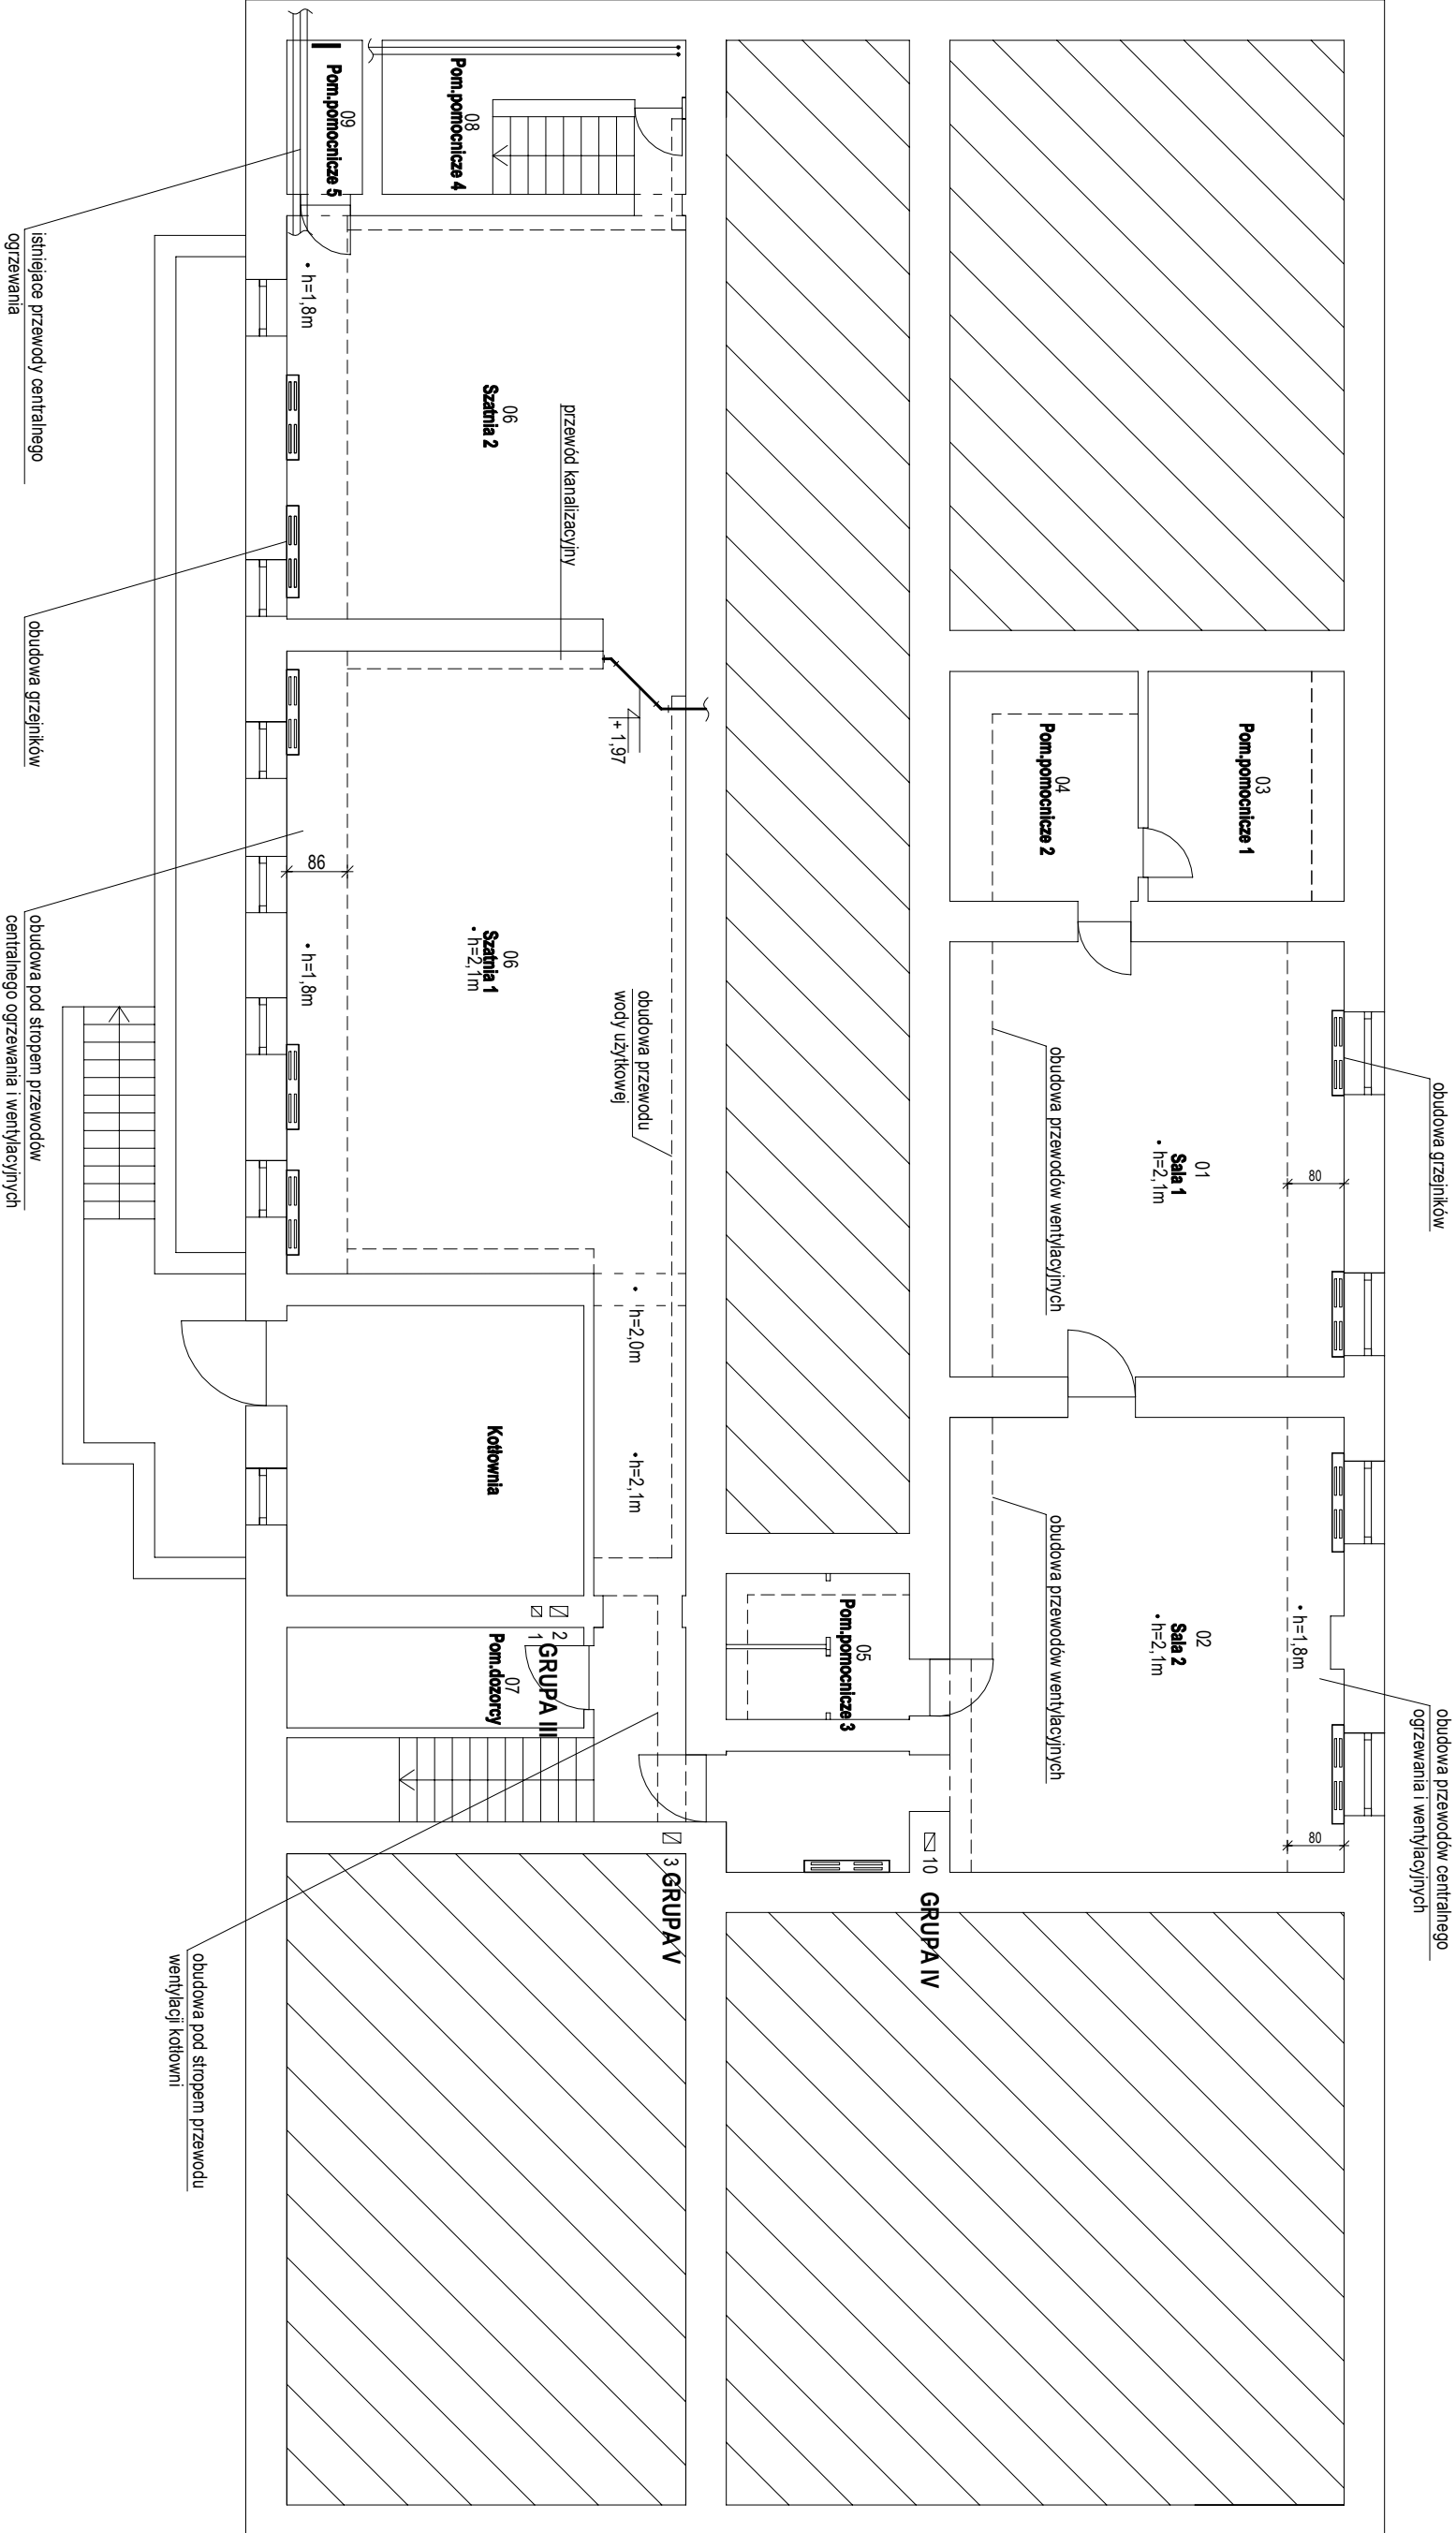 obudowa grzejników
obudowa przewodów centralnego
ogrzewania i wentylacyjnych
80
80
h=1,8m
03
Pom.pomocnicze 1
01
Sala 1
h=2,1m
02
Sala 2
h=2,1m
04
Pom.pomocnicze 2
obudowa przewodów wentylacyjnych
obudowa przewodów wentylacyjnych
10
GRUPA IV
05
Pom.pomocnicze 3
3 GRUPA V
+ 1,97
obudowa przewodu
wody użytkowej
h=2,0m
h=2,1m
przewód kanalizacyjny
2
1
GRUPA III
07
Pom.dozorcy
08
Pom.pomocnicze 4
06
Szatnia 2
06
Szatnia 1
h=2,1m
Kotłownia
09
Pom.pomocnicze 5
h=1,8m
86
h=1,8m
istniejace przewody centralnego
ogrzewania
obudowa grzejników
obudowa pod stropem przewodów
centralnego ogrzewania i wentylacyjnych
obudowa pod stropem przewodu
wentylacji kotłowni